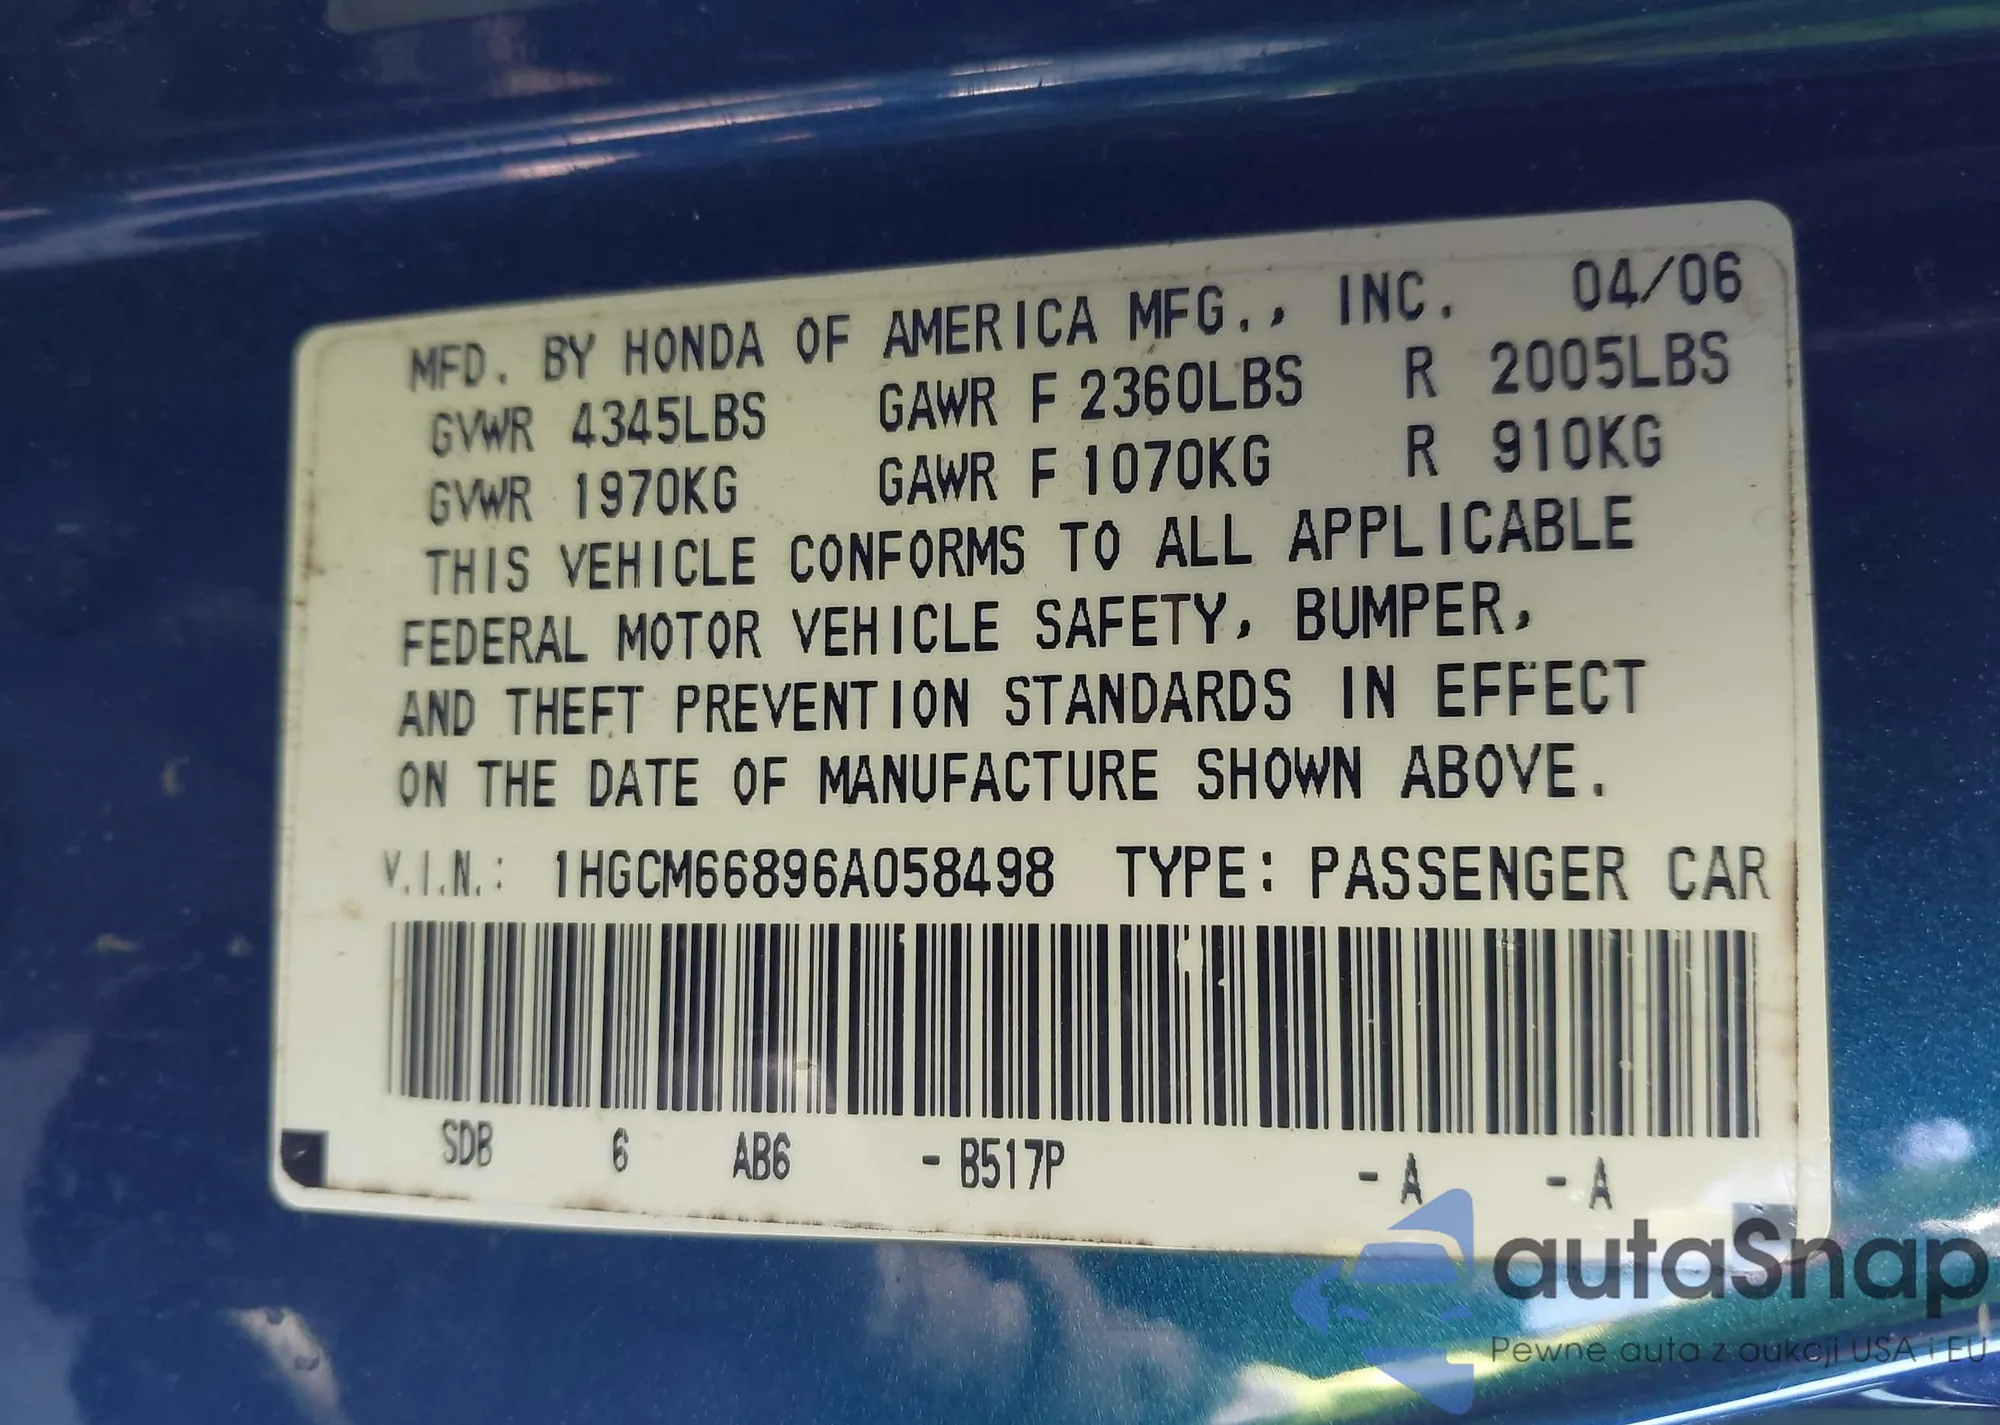 MFD. BY HONDA OF AMERICA MFG., INC. 04/06
GVWR 4345LBS GAWR F 2360LBS R 2005LBS
GVWR 1970KG GAWR F 1070KG R 910KG
THIS VEHICLE CONFORMS TO ALL APPLICABLE
FEDERAL MOTOR VEHICLE SAFETY, BUMPER,
AND THEFT PREVENTION STANDARDS IN EFFECT
ON THE DATE OF MANUFACTURE SHOWN ABOVE.
V.I.N.: 1HGCM66896A058498 TYPE: PASSENGER CAR
SDB 6 AB6 - B517P - A - A
autaSnap
Pewne auta z aukcji USA i EU